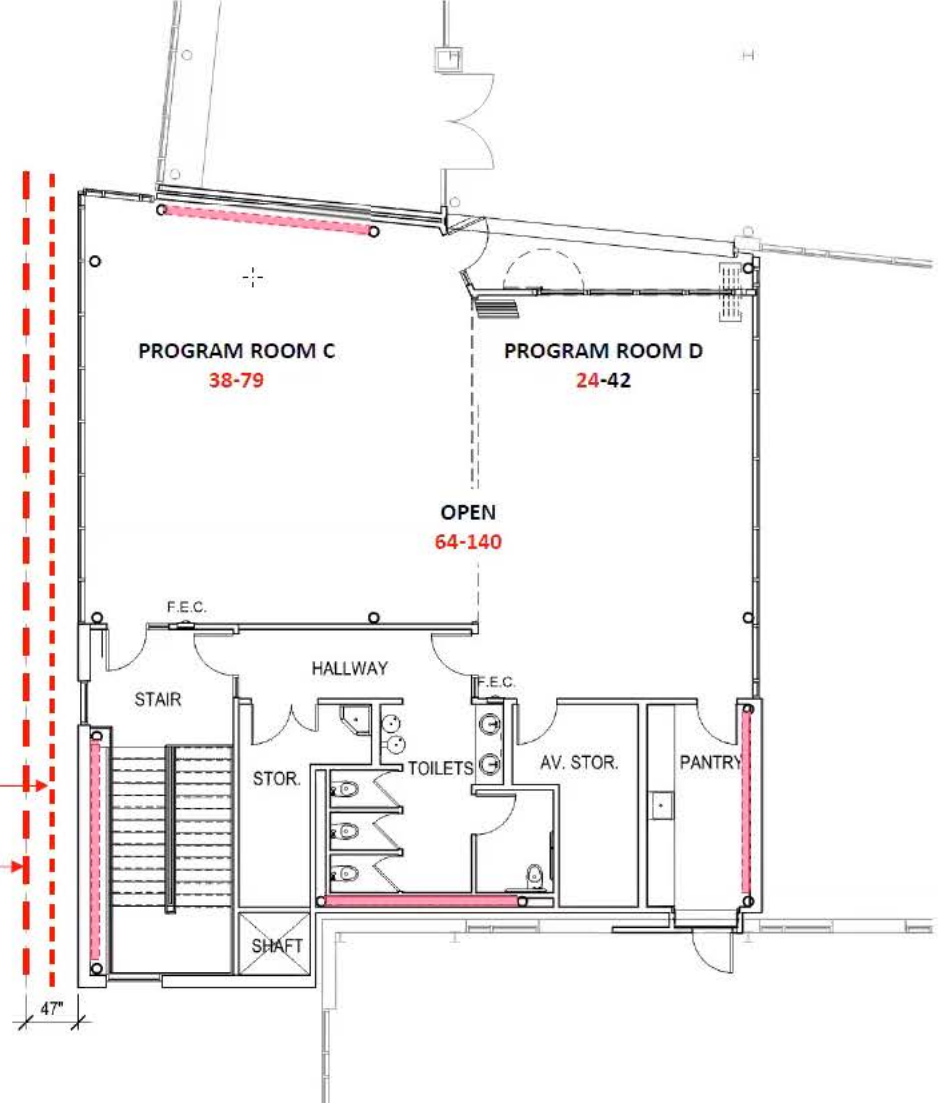 PROGRAM ROOM C
38-79
PROGRAM ROOM D
24-42
OPEN
64-140
F.E.C.
HALLWAY
F.E.C.
STAIR
STOR.
TOILETS
AV. STOR.
PANTRY
SHAFT
47"